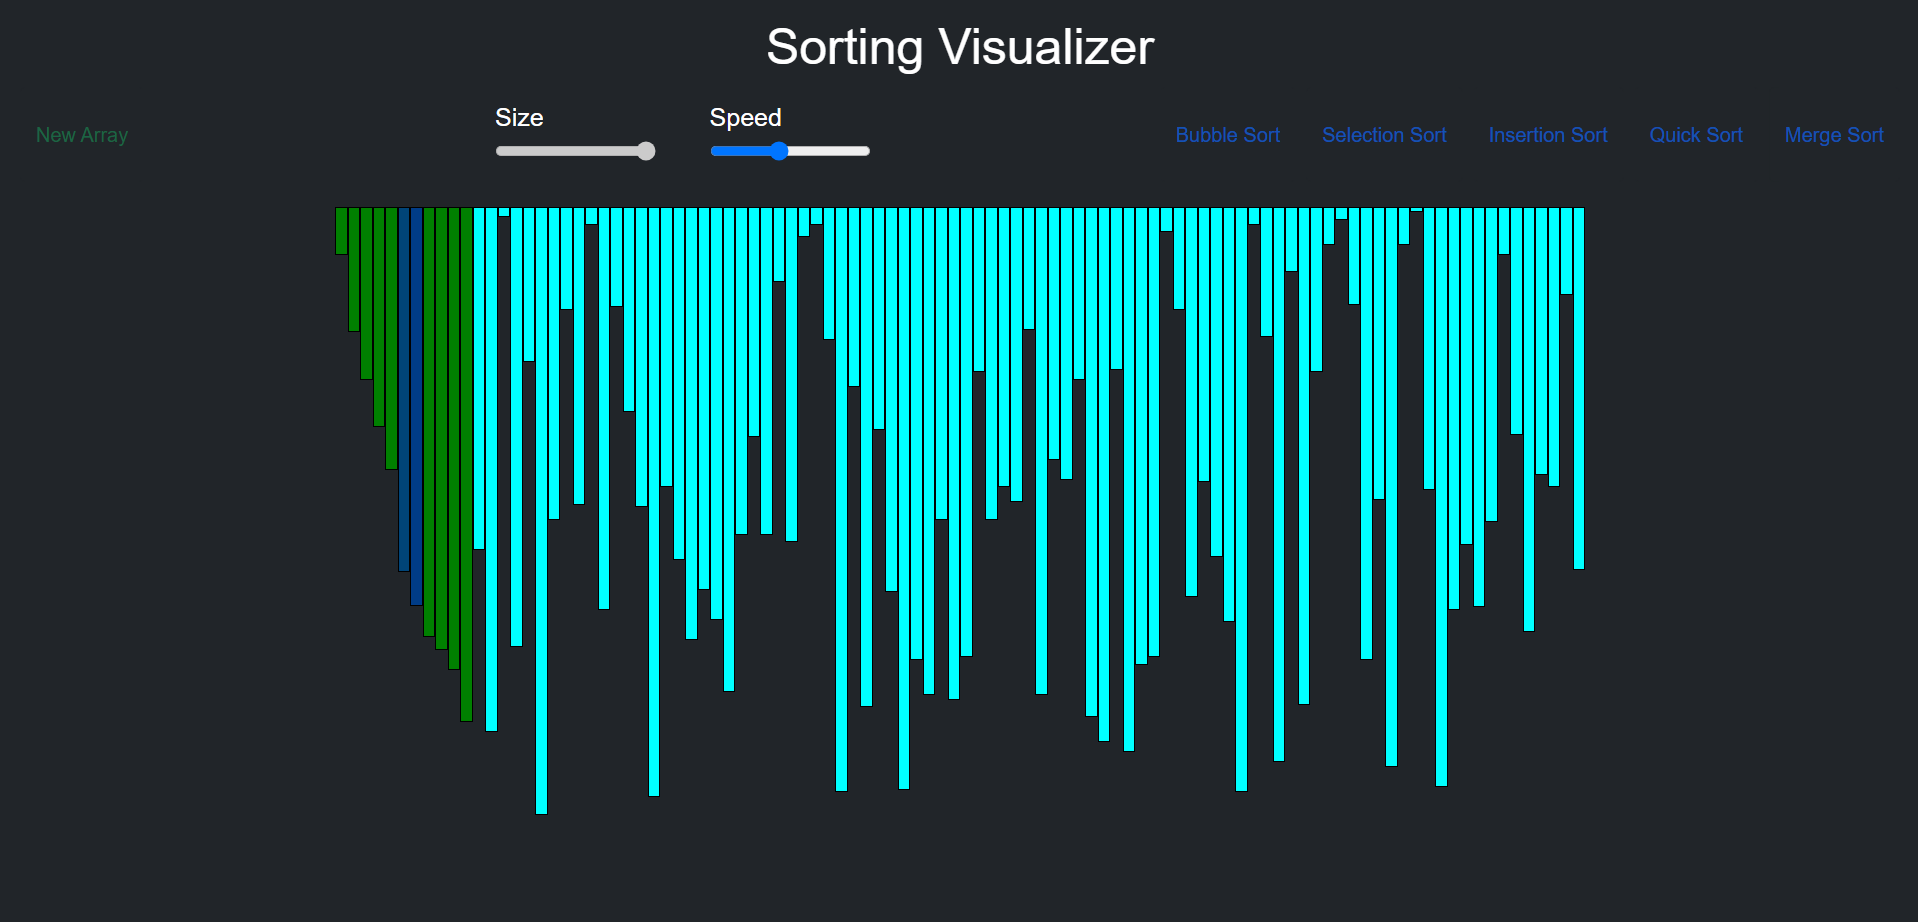 Sorting Visualizer
New Array
Size
Speed
Bubble Sort
Selection Sort
Insertion Sort
Quick Sort
Merge Sort